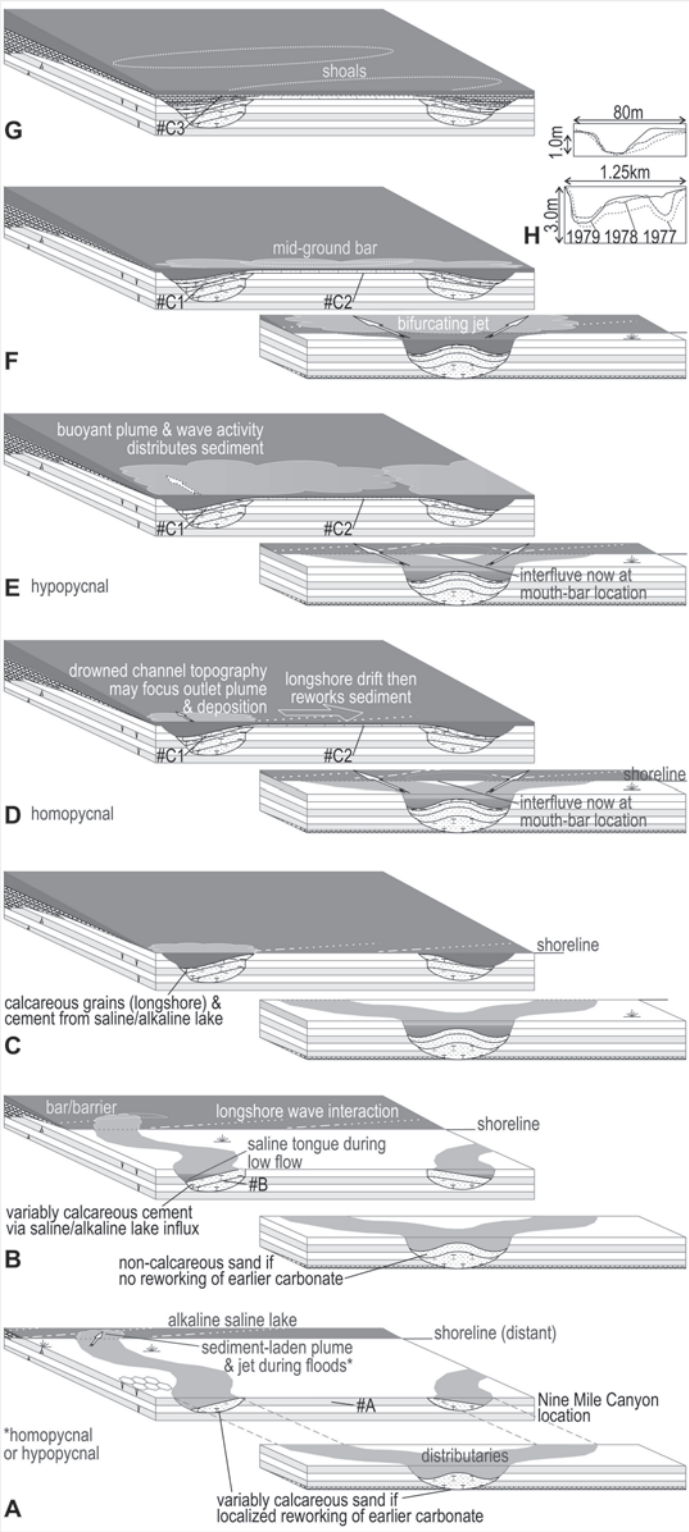 shoals
G
#C3
80m
1.0m
1.25km
3.0m
H
1979 1978 1977
mid-ground bar
#C1
#C2
bifurcating jet
F
buoyant plume & wave activity
distributes sediment
#C1
#C2
E hypopycnal
interfluve now at
mouth-bar location
drowned channel topography
may focus outlet plume
& deposition
longshore drift then
reworks sediment
#C1
#C2
shoreline
D homopycnal
interfluve now at
mouth-bar location
shoreline
calcareous grains (longshore) &
cement from saline/alkaline lake
C
bar/barrier
longshore wave interaction
shoreline
saline tongue during
low flow
#B
variably calcareous cement
via saline/alkaline lake influx
B
non-calcareous sand if
no reworking of earlier carbonate
alkaline saline lake
shoreline (distant)
sediment-laden plume
& jet during floods*
#A
Nine Mile Canyon
location
*homopycnal
or hypopycnal
distributaries
A
variably calcareous sand if
localized reworking of earlier carbonate